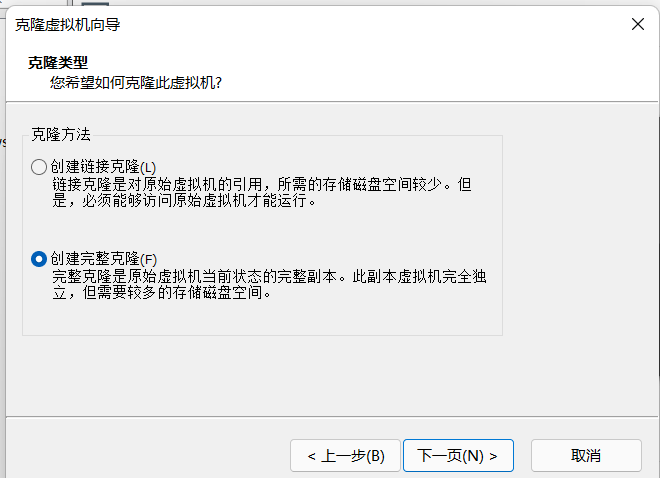 克隆虚拟机向导
克隆类型
您希望如何克隆此虚拟机?
克隆方法
创建链接克隆(L)
链接克隆是对原始虚拟机的引用，所需的存储磁盘空间较少。但
是，必须能够访问原始虚拟机才能运行。
创建完整克隆(F)
完整克隆是原始虚拟机当前状态的完整副本。此副本虚拟机完全独
立，但需要较多的存储磁盘空间。
< 上一步(B)
下一页(N) >
取消